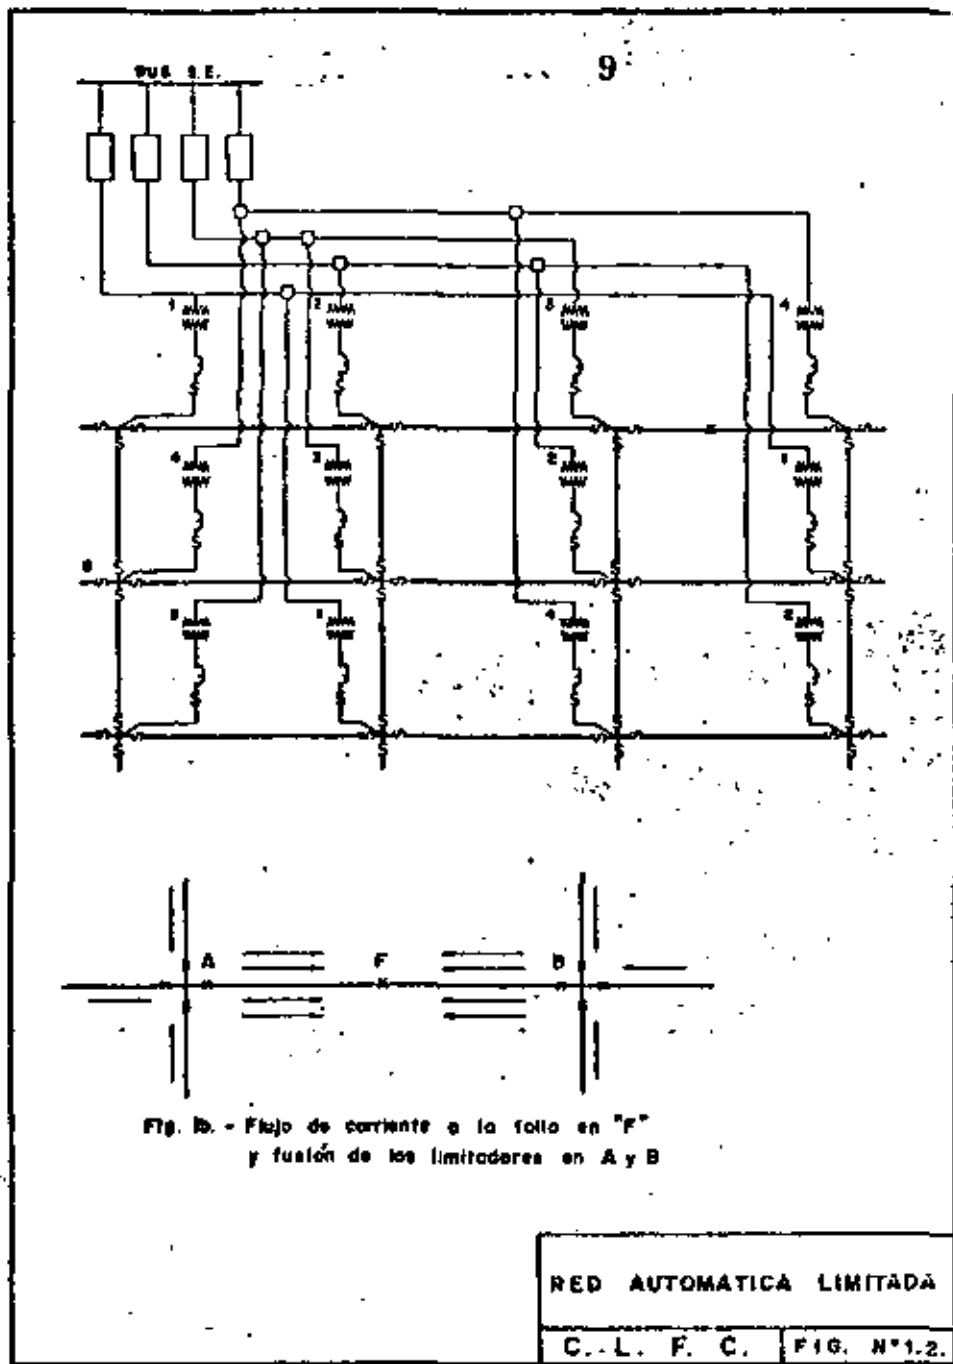 9
BUS S.E.
1 2 3 4
4 3 2 1
3 1 4 2
A F B
Fig. 1b. - Flujo de corriente a la falla en "F"
y fusión de los limitadores en A y B
RED AUTOMATICA LIMITADA
C. L. F. C.
FIG. N° 1.2.